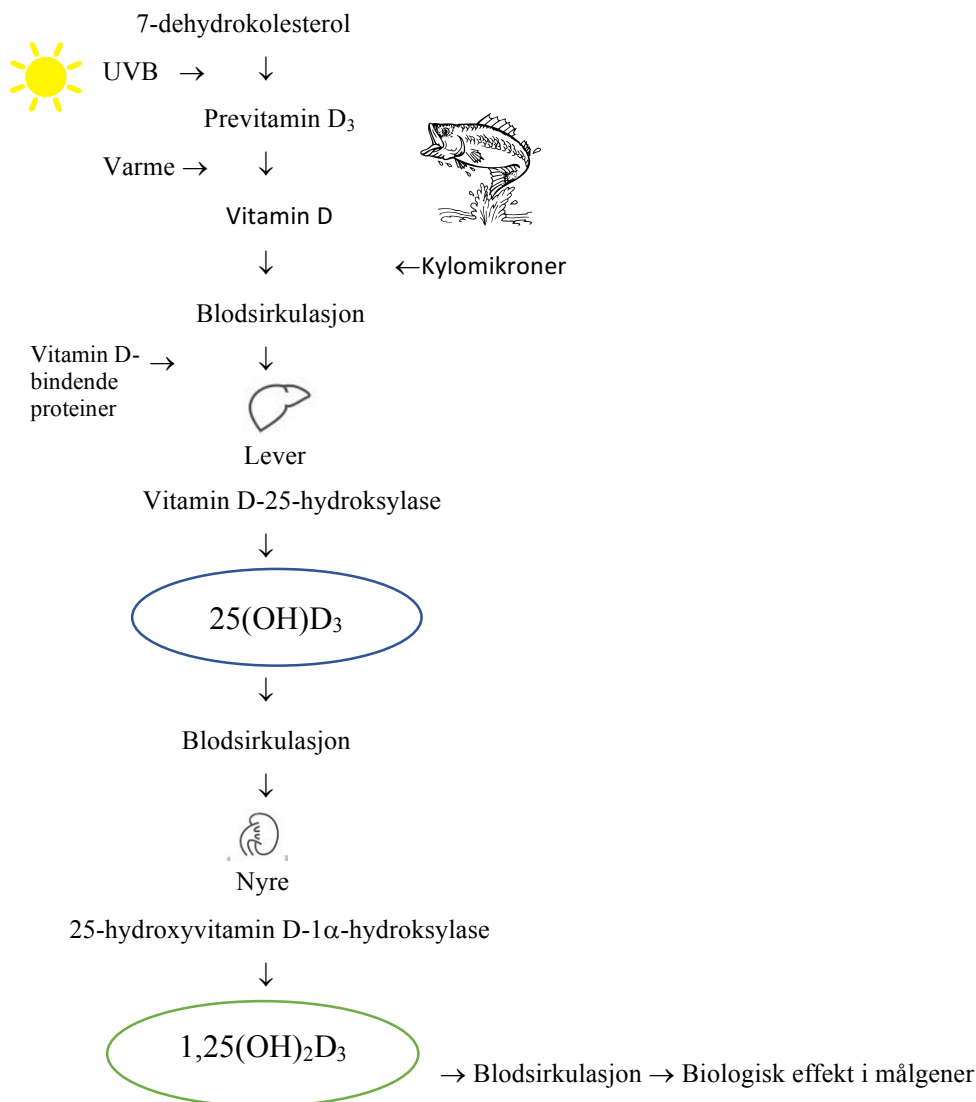 7-dehydrokolesterol
UVB →
↓
Previtamin D₃
Varme →
↓
Vitamin D
↓
←Kylomikroner
Blodsirkulasjon
Vitamin D-
bindende
proteiner
→
↓
Lever
Vitamin D-25-hydroksylase
↓
25(OH)D₃
↓
Blodsirkulasjon
↓
Nyre
25-hydroxyvitamin D-1α-hydroksylase
↓
1,25(OH)₂D₃
→ Blodsirkulasjon → Biologisk effekt i målgener